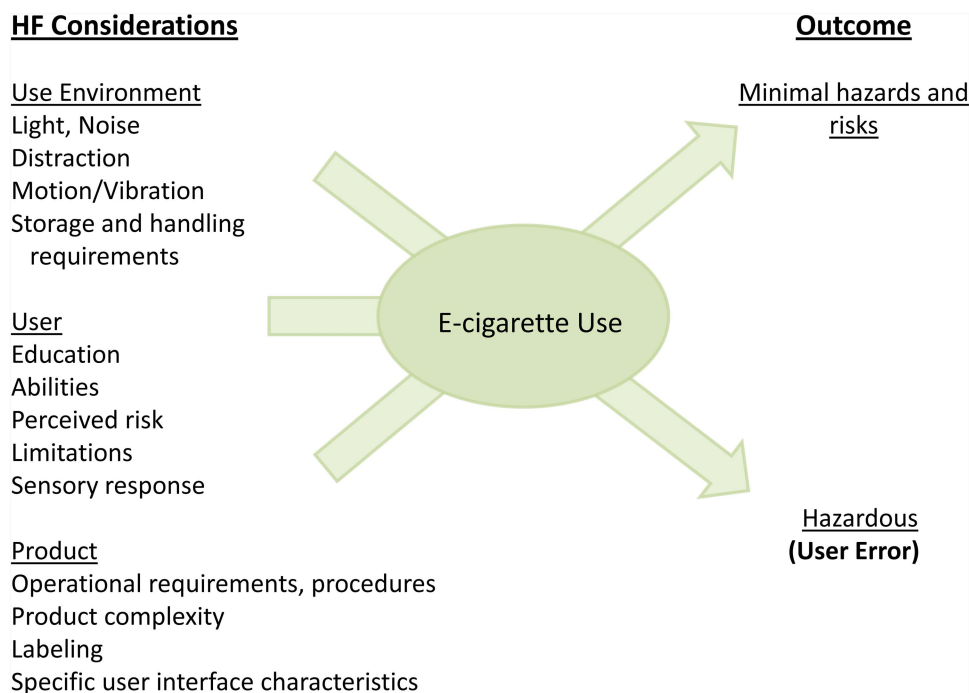 HF Considerations
Use Environment
Light, Noise
Distraction
Motion/Vibration
Storage and handling
requirements
User
Education
Abilities
Perceived risk
Limitations
Sensory response
Product
Operational requirements, procedures
Product complexity
Labeling
Specific user interface characteristics
E-cigarette Use
Outcome
Minimal hazards and
risks
Hazardous
(User Error)